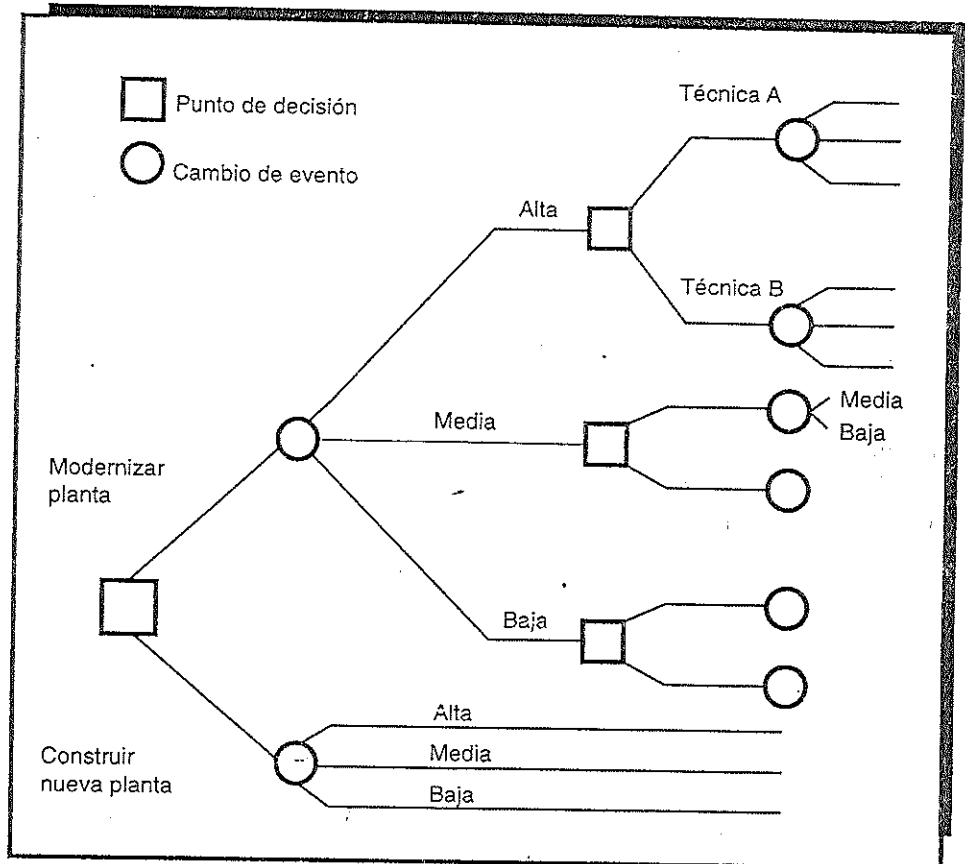 Punto de decisión
Cambio de evento
Técnica A
Alta
Técnica B
Media
Media
Baja
Modernizar
planta
Baja
Alta
Construir
nueva planta
Media
Baja